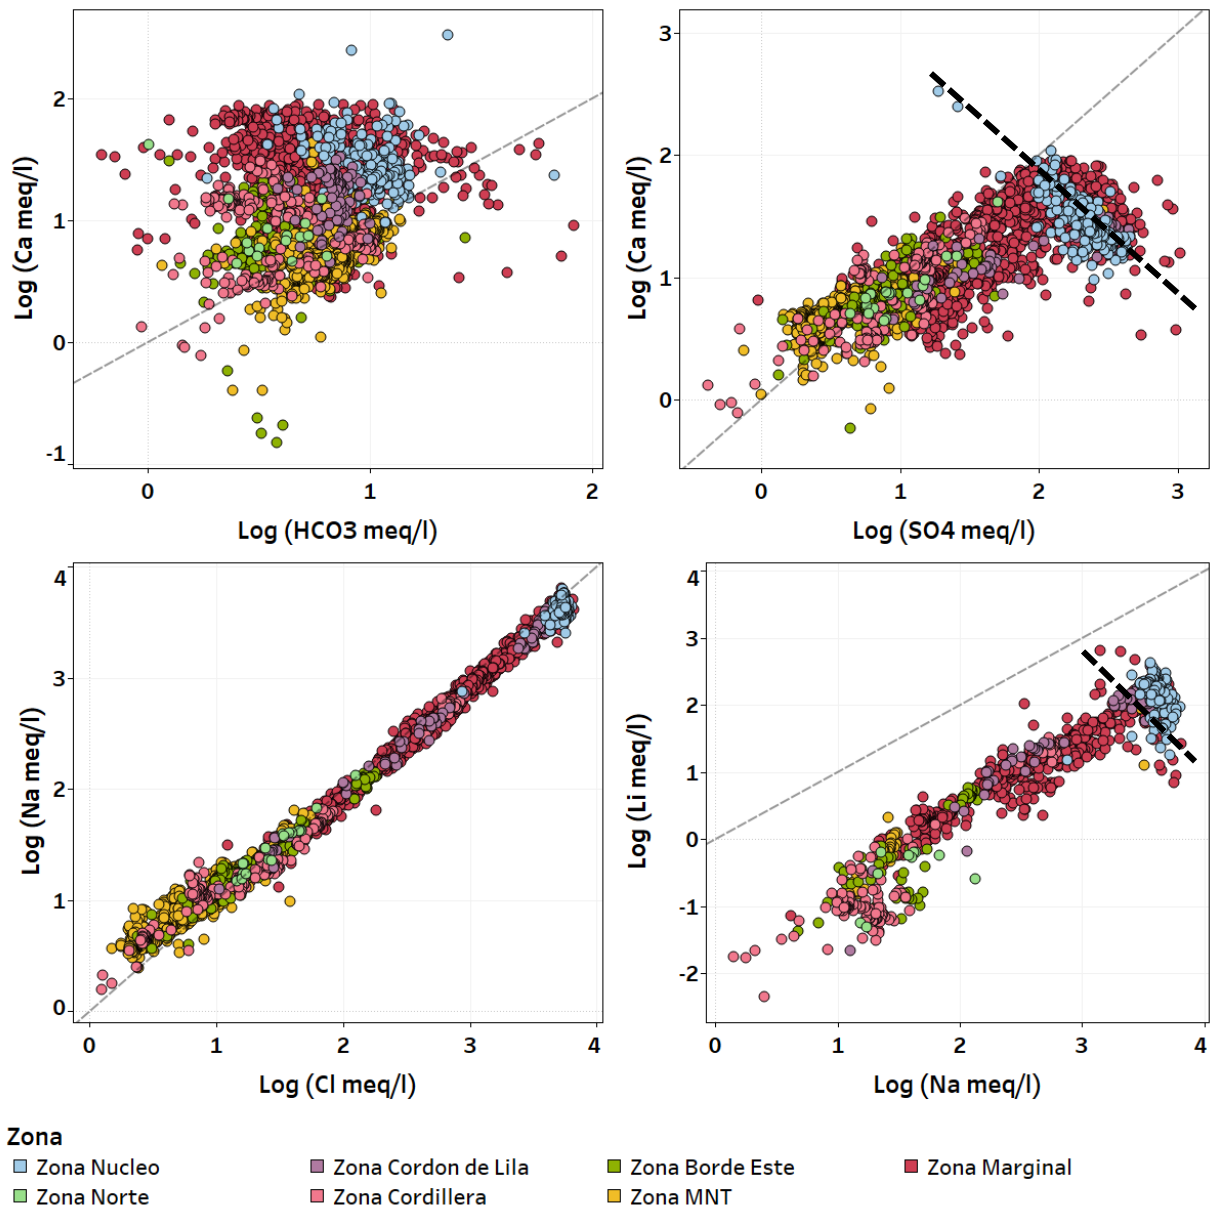 2
1
0
-1
Log (Ca meq/l)
0 1 2
Log (HCO3 meq/l)
3
2
1
0
Log (Ca meq/l)
0 1 2 3
Log (SO4 meq/l)
4
3
2
1
0
Log (Na meq/l)
0 1 2 3 4
Log (Cl meq/l)
4
3
2
1
0
-1
-2
Log (Li meq/l)
0 1 2 3 4
Log (Na meq/l)
Zona
Zona Nucleo Zona Cordon de Lila Zona Borde Este Zona Marginal
Zona Norte Zona Cordillera Zona MNT